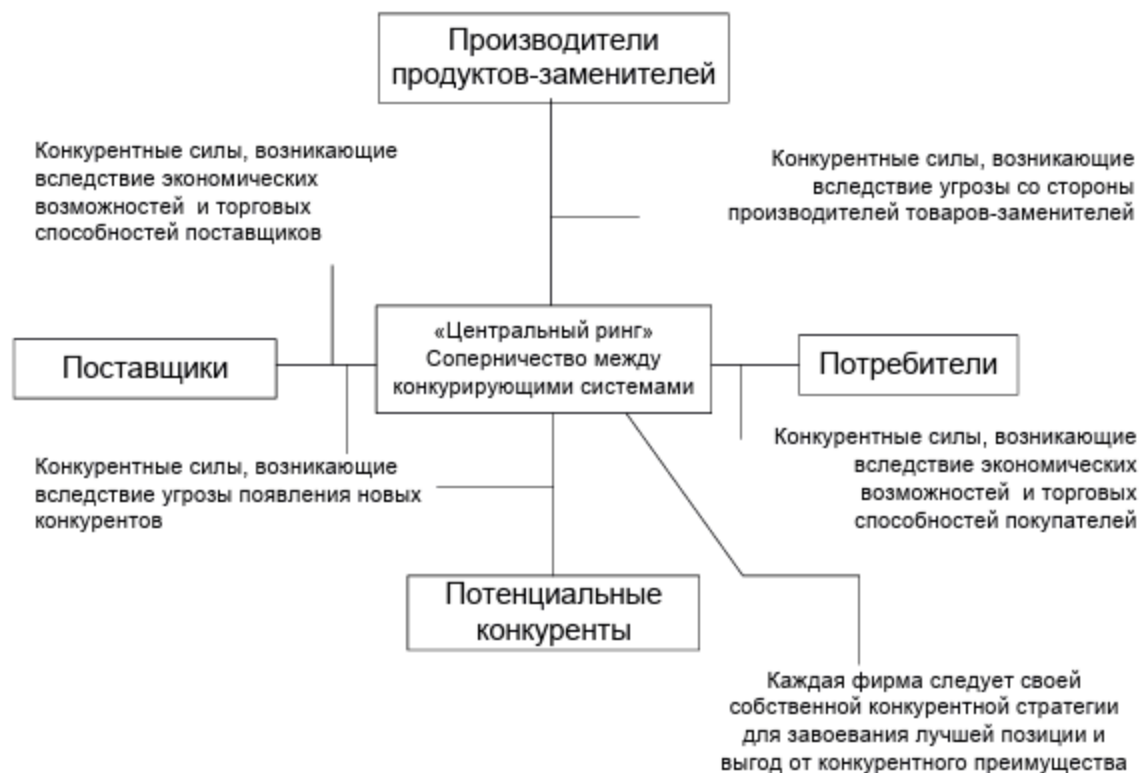 Производители
продуктов-заменителей
Конкурентные силы, возникающие
вследствие экономических
возможностей и торговых
способностей поставщиков
Конкурентные силы, возникающие
вследствие угрозы со стороны
производителей товаров-заменителей
«Центральный ринг»
Соперничество между
конкурирующими системами
Поставщики
Потребители
Конкурентные силы, возникающие
вследствие угрозы появления новых
конкурентов
Конкурентные силы, возникающие
вследствие экономических
возможностей и торговых
способностей покупателей
Потенциальные
конкуренты
Каждая фирма следует своей
собственной конкурентной стратегии
для завоевания лучшей позиции и
выгод от конкурентного преимущества